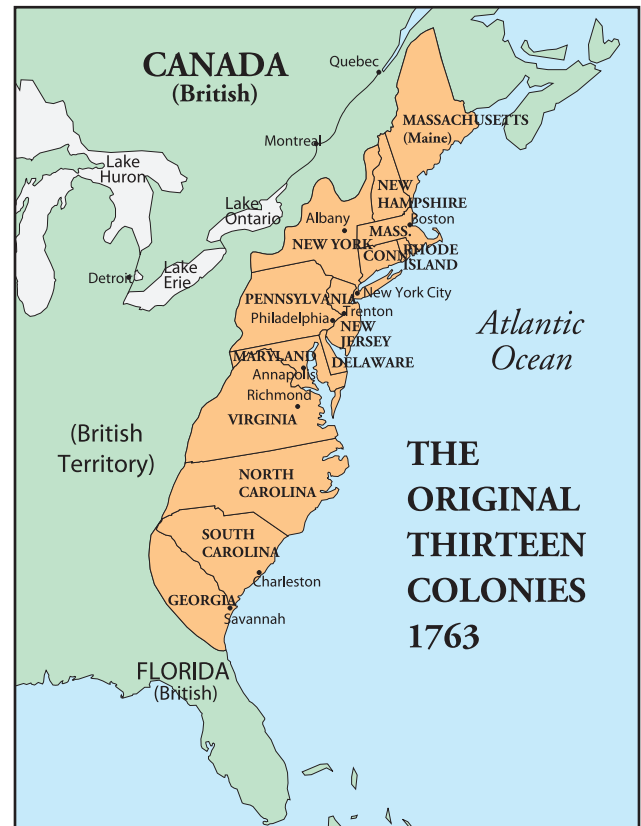 CANADA
(British)
Quebec
MASSACHUSETTS
(Maine)
Montreal
Lake
Huron
NEW
HAMPSHIRE
Lake
Ontario
Albany
Boston
MASS.
NEW YORK
CONN.
RHODE
ISLAND
Detroit
Lake
Erie
PENNSYLVANIA
New York City
Philadelphia
Trenton
NEW
JERSEY
Atlantic
Ocean
MARYLAND
DELAWARE
Annapolis
Richmond
VIRGINIA
(British
Territory)
THE
ORIGINAL
THIRTEEN
COLONIES
1763
NORTH
CAROLINA
SOUTH
CAROLINA
Charleston
GEORGIA
Savannah
FLORIDA
(British)